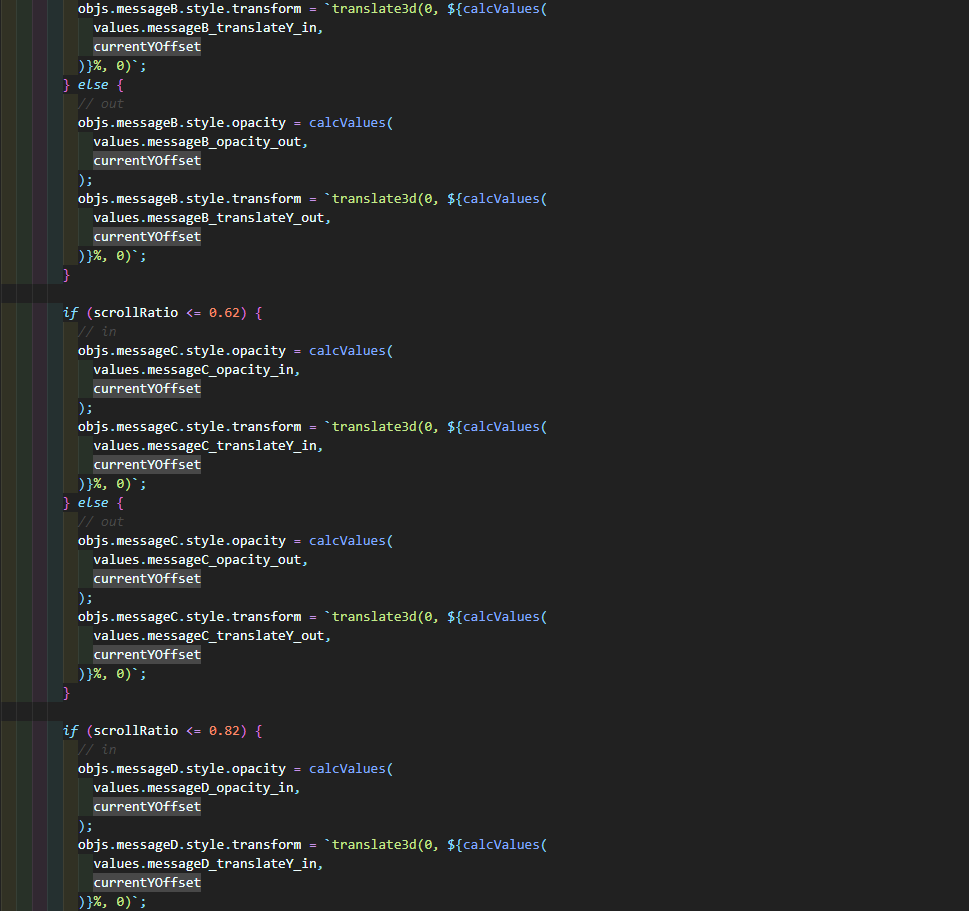 objs.messageB.style.transform = `translate3d(0, ${calcValues(
values.messageB_translateY_in,
currentYOffset
)}%, 0)`;
} else {
// out
objs.messageB.style.opacity = calcValues(
values.messageB_opacity_out,
currentYOffset
);
objs.messageB.style.transform = `translate3d(0, ${calcValues(
values.messageB_translateY_out,
currentYOffset
)}%, 0)`;
}
if (scrollRatio <= 0.62) {
// in
objs.messageC.style.opacity = calcValues(
values.messageC_opacity_in,
currentYOffset
);
objs.messageC.style.transform = `translate3d(0, ${calcValues(
values.messageC_translateY_in,
currentYOffset
)}%, 0)`;
} else {
// out
objs.messageC.style.opacity = calcValues(
values.messageC_opacity_out,
currentYOffset
);
objs.messageC.style.transform = `translate3d(0, ${calcValues(
values.messageC_translateY_out,
currentYOffset
)}%, 0)`;
}
if (scrollRatio <= 0.82) {
// in
objs.messageD.style.opacity = calcValues(
values.messageD_opacity_in,
currentYOffset
);
objs.messageD.style.transform = `translate3d(0, ${calcValues(
values.messageD_translateY_in,
currentYOffset
)}%, 0)`;